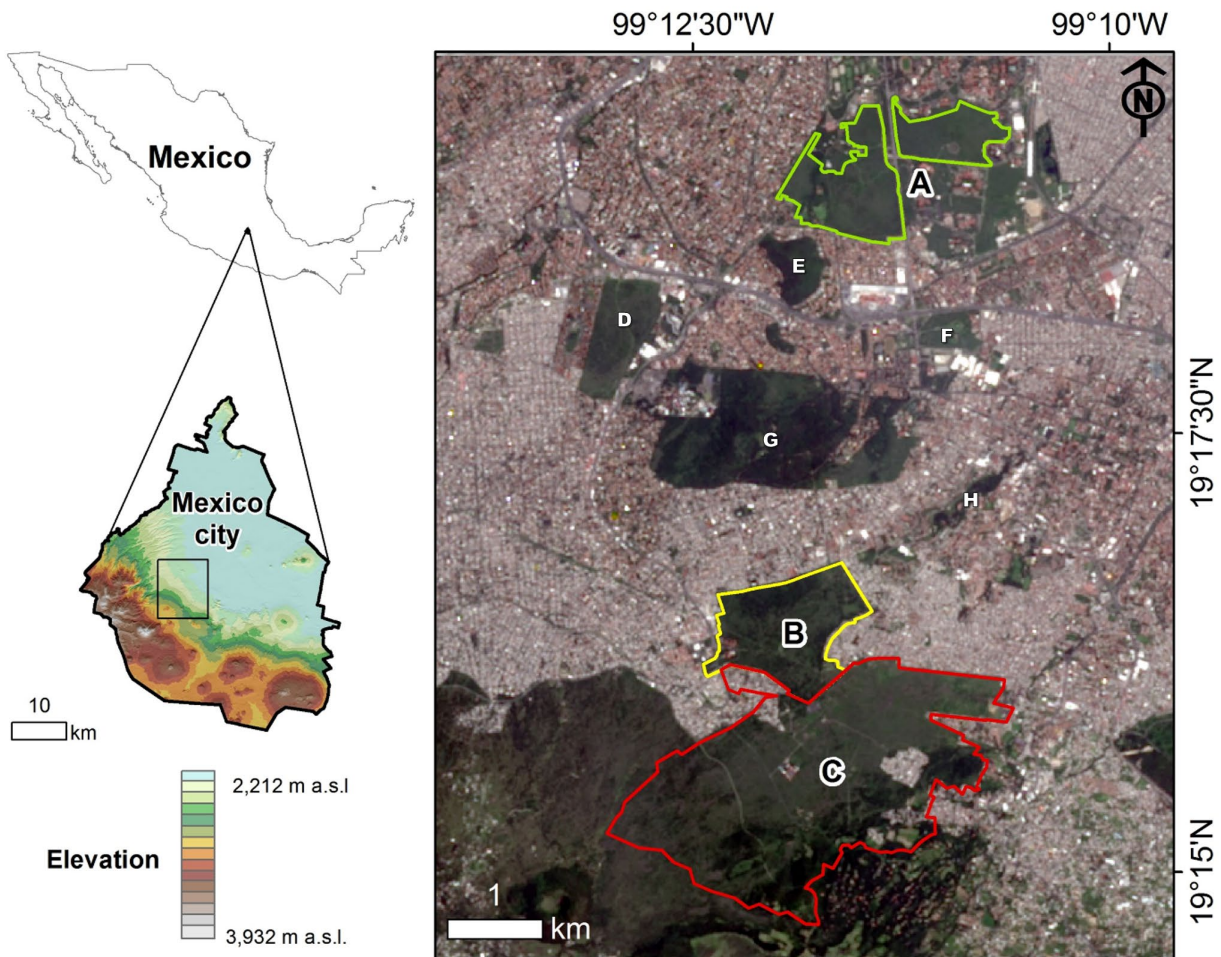 99°12'30"W
99°10'W
N
Mexico
A
E
D
F
19°17'30"N
G
Mexico
city
H
B
10
km
C
2,212 m a.s.l
Elevation
19°15'N
1
km
3,932 m a.s.l.